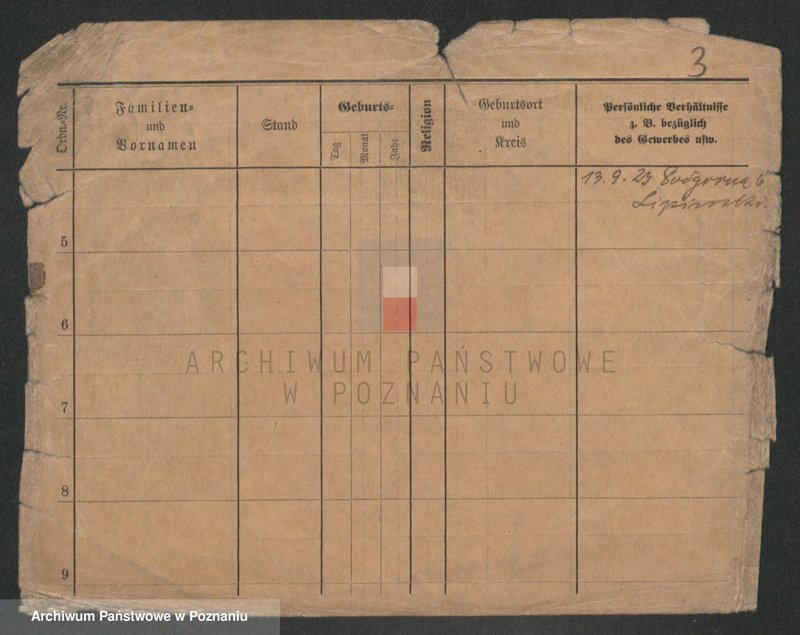 3
Ordn.-Nr.
Familien-
und
Vornamen
Stand
Geburts-
Tag
Monat
Jahr
Religion
Geburtsort
und
Kreis
Persönliche Verhältnisse
z. B. bezüglich
des Gewerbes usw.
13.9.23 Podgorna 6
Lipinski
5
6
7
8
9
ARCHIWUM PAŃSTWOWE
W POZNANIU
Archiwum Państwowe w Poznaniu